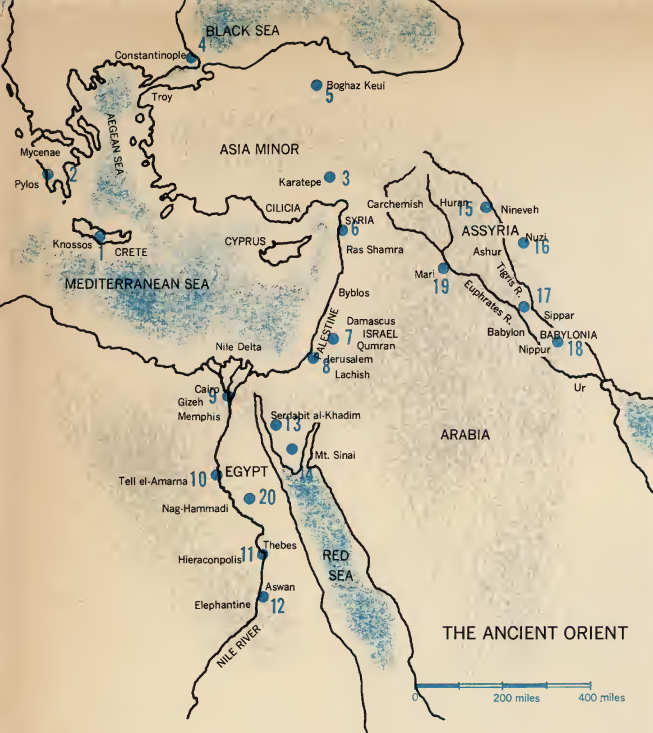 BLACK SEA
4
Constantinople
Troy
5
Boghaz Keui
AEGEAN SEA
ASIA MINOR
Mycenae
2
Pylos
Karatepe
3
CILICIA
Carchemish
Huran
15
Nineveh
Knossos
1
CRETE
CYPRUS
SYRIA
6
Ras Shamra
ASSYRIA
Nuzi
16
Ashur
Mari
19
Tigris R.
MEDITERRANEAN SEA
Byblos
Euphrates R.
17
Sippar
Damascus
7
ISRAEL
Qumran
PALESTINE
8
Jerusalem
Lachish
Babylon
BABYLONIA
Nippur
18
Ur
Nile Delta
Cairo
9
Gizeh
Memphis
Serdabit al-Khadim
13
Mt. Sinai
14
ARABIA
Tell el-Amarna
10
EGYPT
20
Nag-Hammadi
Thebes
Hieraconpolis
11
RED
SEA
Aswan
Elephantine
12
NILE RIVER
THE ANCIENT ORIENT
0
200 miles
400 miles